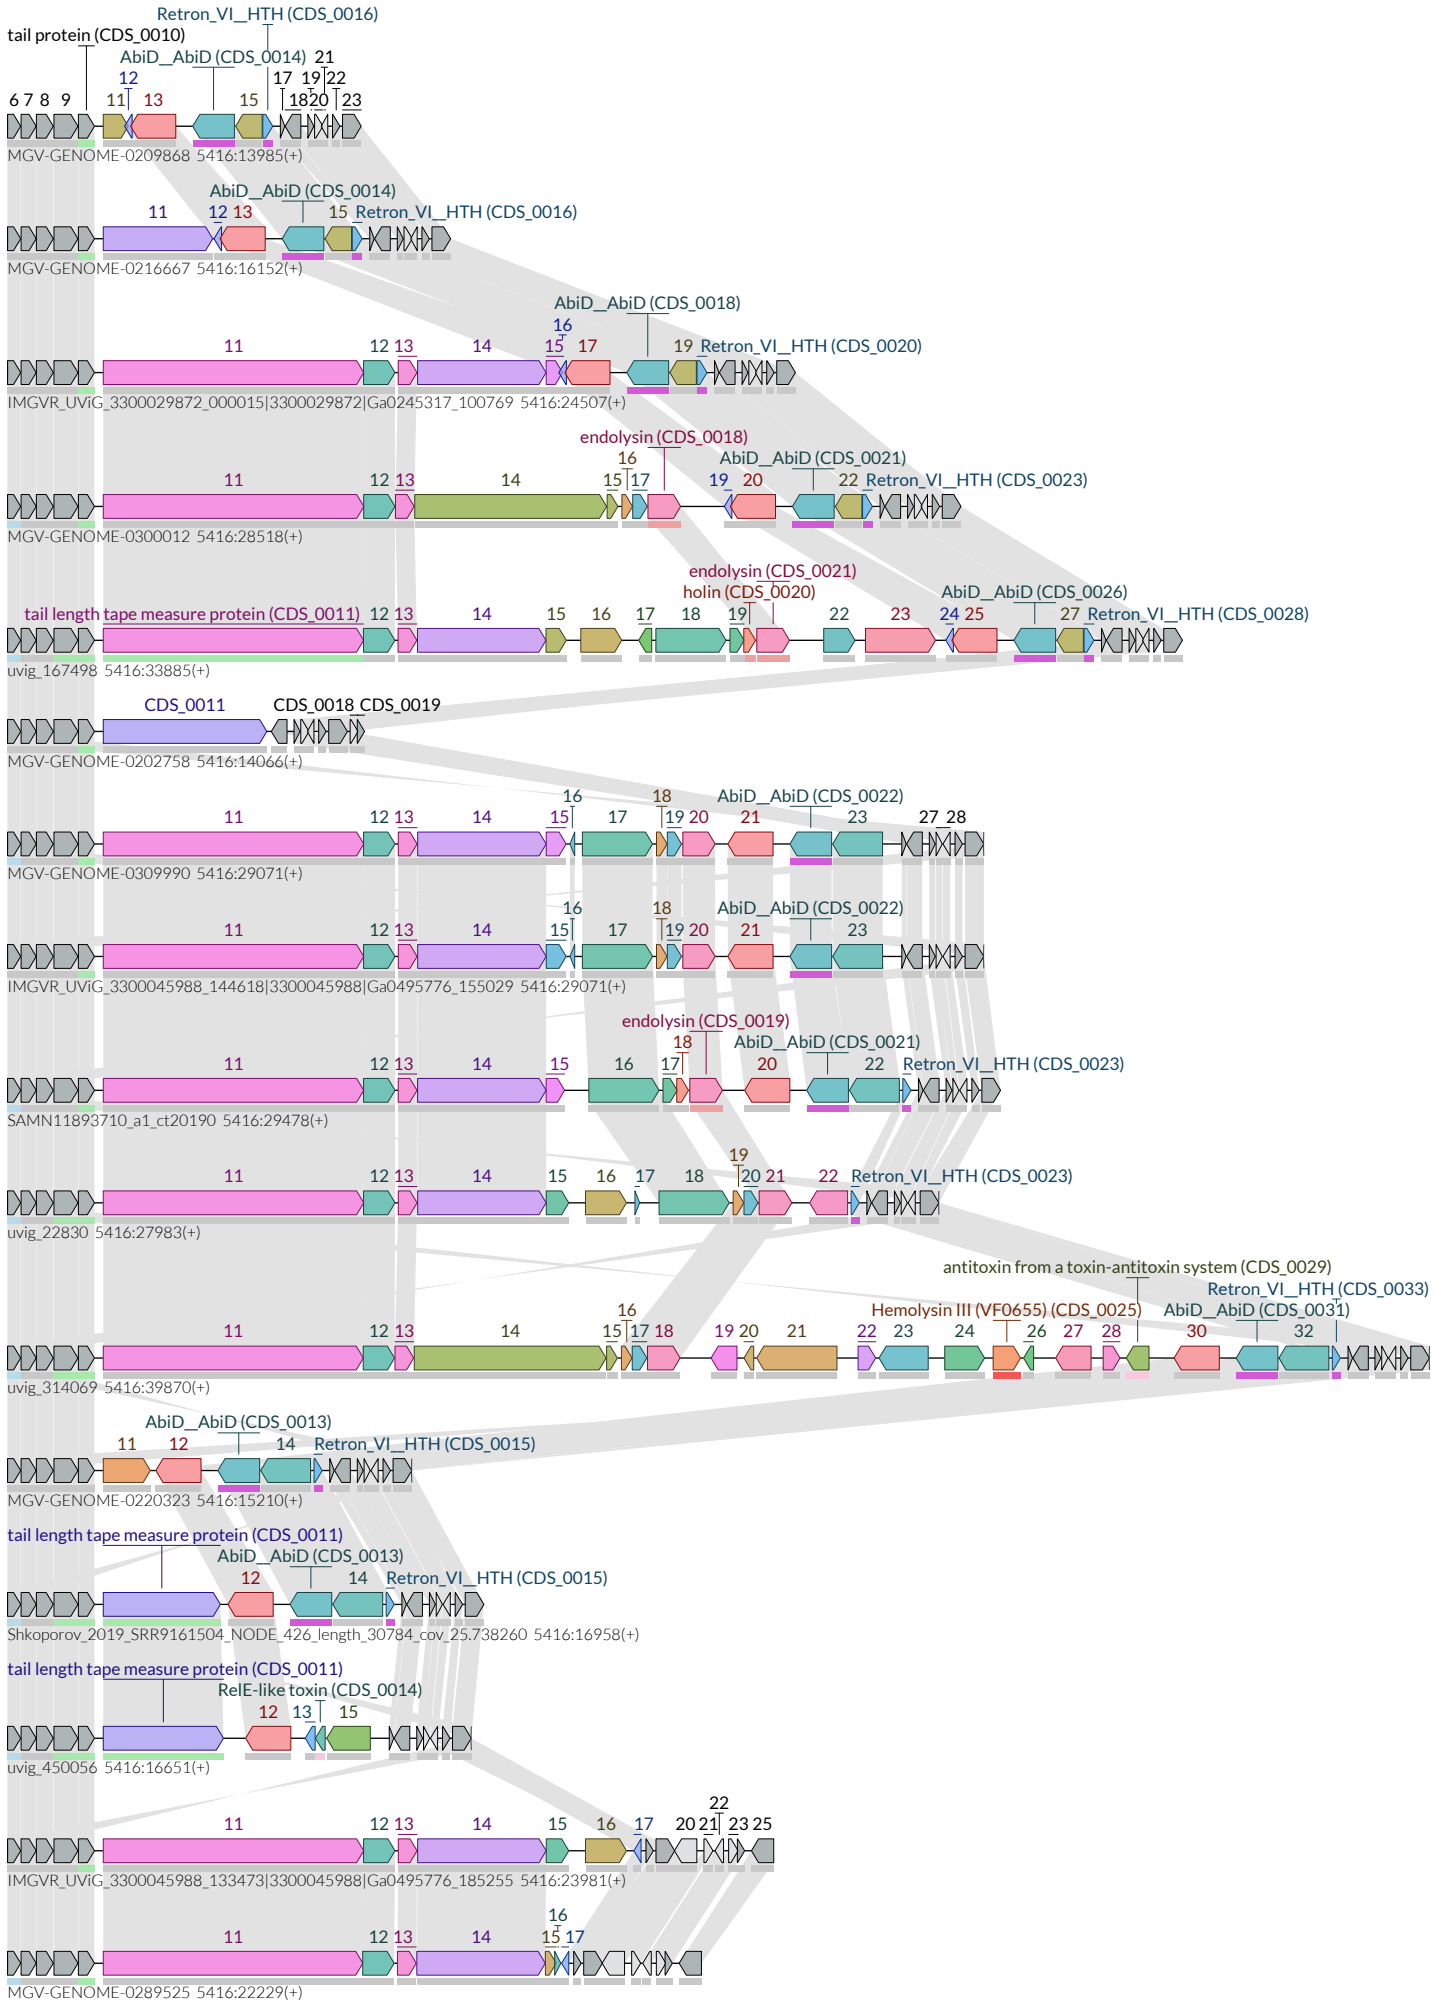 Retron_VI__HTH (CDS_0016)
tail protein (CDS_0010)
AbiD__AbiD (CDS_0014) 21
12 17 19 22
6 7 8 9 11 13 15 18 20 23
MGV-GENOME-0209868 5416:13985(+)
AbiD__AbiD (CDS_0014)
11 12 13 15 Retron_VI__HTH (CDS_0016)
MGV-GENOME-0216667 5416:16152(+)
AbiD__AbiD (CDS_0018)
16
11 12 13 14 15 17 19 Retron_VI__HTH (CDS_0020)
IMGVR_UViG_3300029872_000015|3300029872|Ga0245317_100769 5416:24507(+)
endolysin (CDS_0018)
16 AbiD__AbiD (CDS_0021)
11 12 13 14 15 17 19 20 22 Retron_VI__HTH (CDS_0023)
MGV-GENOME-0300012 5416:28518(+)
endolysin (CDS_0021)
holin (CDS_0020) AbiD__AbiD (CDS_0026)
tail length tape measure protein (CDS_0011) 12 13 14 15 16 17 18 19 22 23 24 25 27 Retron_VI__HTH (CDS_0028)
uvig_167498 5416:33885(+)
CDS_0011 CDS_0018 CDS_0019
MGV-GENOME-0202758 5416:14066(+)
16 18 AbiD__AbiD (CDS_0022)
11 12 13 14 15 17 19 20 21 23 27 28
MGV-GENOME-0309990 5416:29071(+)
16 18 AbiD__AbiD (CDS_0022)
11 12 13 14 15 17 19 20 21 23
IMGVR_UViG_3300045988_144618|3300045988|Ga0495776_155029 5416:29071(+)
endolysin (CDS_0019)
18 AbiD__AbiD (CDS_0021)
11 12 13 14 15 16 17 20 22 Retron_VI__HTH (CDS_0023)
SAMN11893710_a1_ct20190 5416:29478(+)
19
11 12 13 14 15 16 17 18 20 21 22 Retron_VI__HTH (CDS_0023)
uvig_22830 5416:27983(+)
antitoxin from a toxin-antitoxin system (CDS_0029)
Retron_VI__HTH (CDS_0033)
16 Hemolysin III (VF0655) (CDS_0025) AbiD__AbiD (CDS_0031)
11 12 13 14 15 17 18 19 20 21 22 23 24 26 27 28 30 32
uvig_314069 5416:39870(+)
AbiD__AbiD (CDS_0013)
11 12 14 Retron_VI__HTH (CDS_0015)
MGV-GENOME-0220323 5416:15210(+)
tail length tape measure protein (CDS_0011)
AbiD__AbiD (CDS_0013)
12 14 Retron_VI__HTH (CDS_0015)
Shkoporov_2019_SRR9161504_NODE_426_length_30784_cov_25.738260 5416:16958(+)
tail length tape measure protein (CDS_0011)
RelE-like toxin (CDS_0014)
12 13 15
uvig_450056 5416:16651(+)
22
11 12 13 14 15 16 17 20 21 23 25
IMGVR_UViG_3300045988_133473|3300045988|Ga0495776_185255 5416:23981(+)
16
11 12 13 14 15 17
MGV-GENOME-0289525 5416:22229(+)